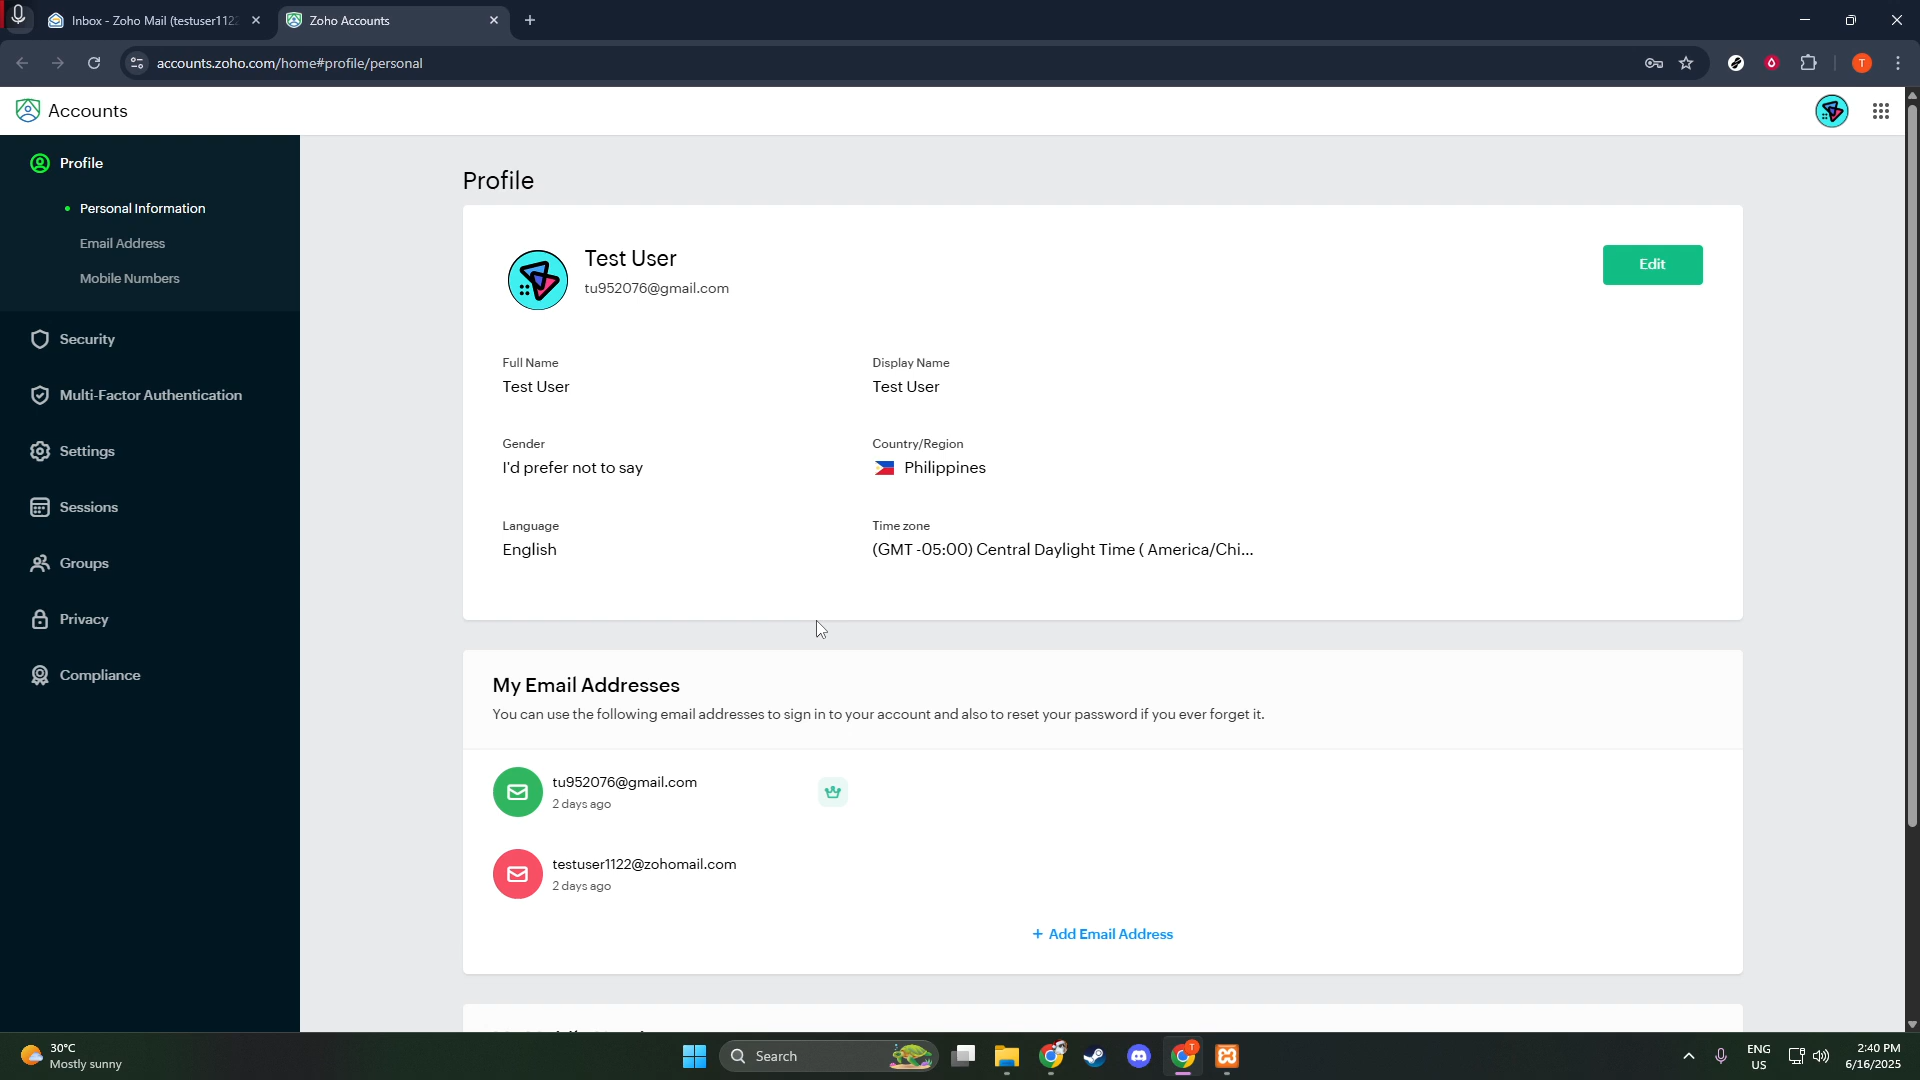 Inbox - Zoho Mail (testuser112
Zoho Accounts
accounts.zoho.com/home#profile/personal
T
Accounts
Profile
Personal Information
Email Address
Mobile Numbers
Security
Multi-Factor Authentication
Settings
Sessions
Groups
Privacy
Compliance
Profile
Test User
tu952076@gmail.com
Edit
Full Name
Test User
Display Name
Test User
Gender
I'd prefer not to say
Country/Region
Philippines
Language
English
Time zone
(GMT -05:00) Central Daylight Time ( America/Chi...
My Email Addresses
You can use the following email addresses to sign in to your account and also to reset your password if you ever forget it.
tu952076@gmail.com
2 days ago
testuser1122@zohomail.com
2 days ago
+ Add Email Address
30°C
Mostly sunny
Search
T
ENG
US
2:40 PM
6/16/2025